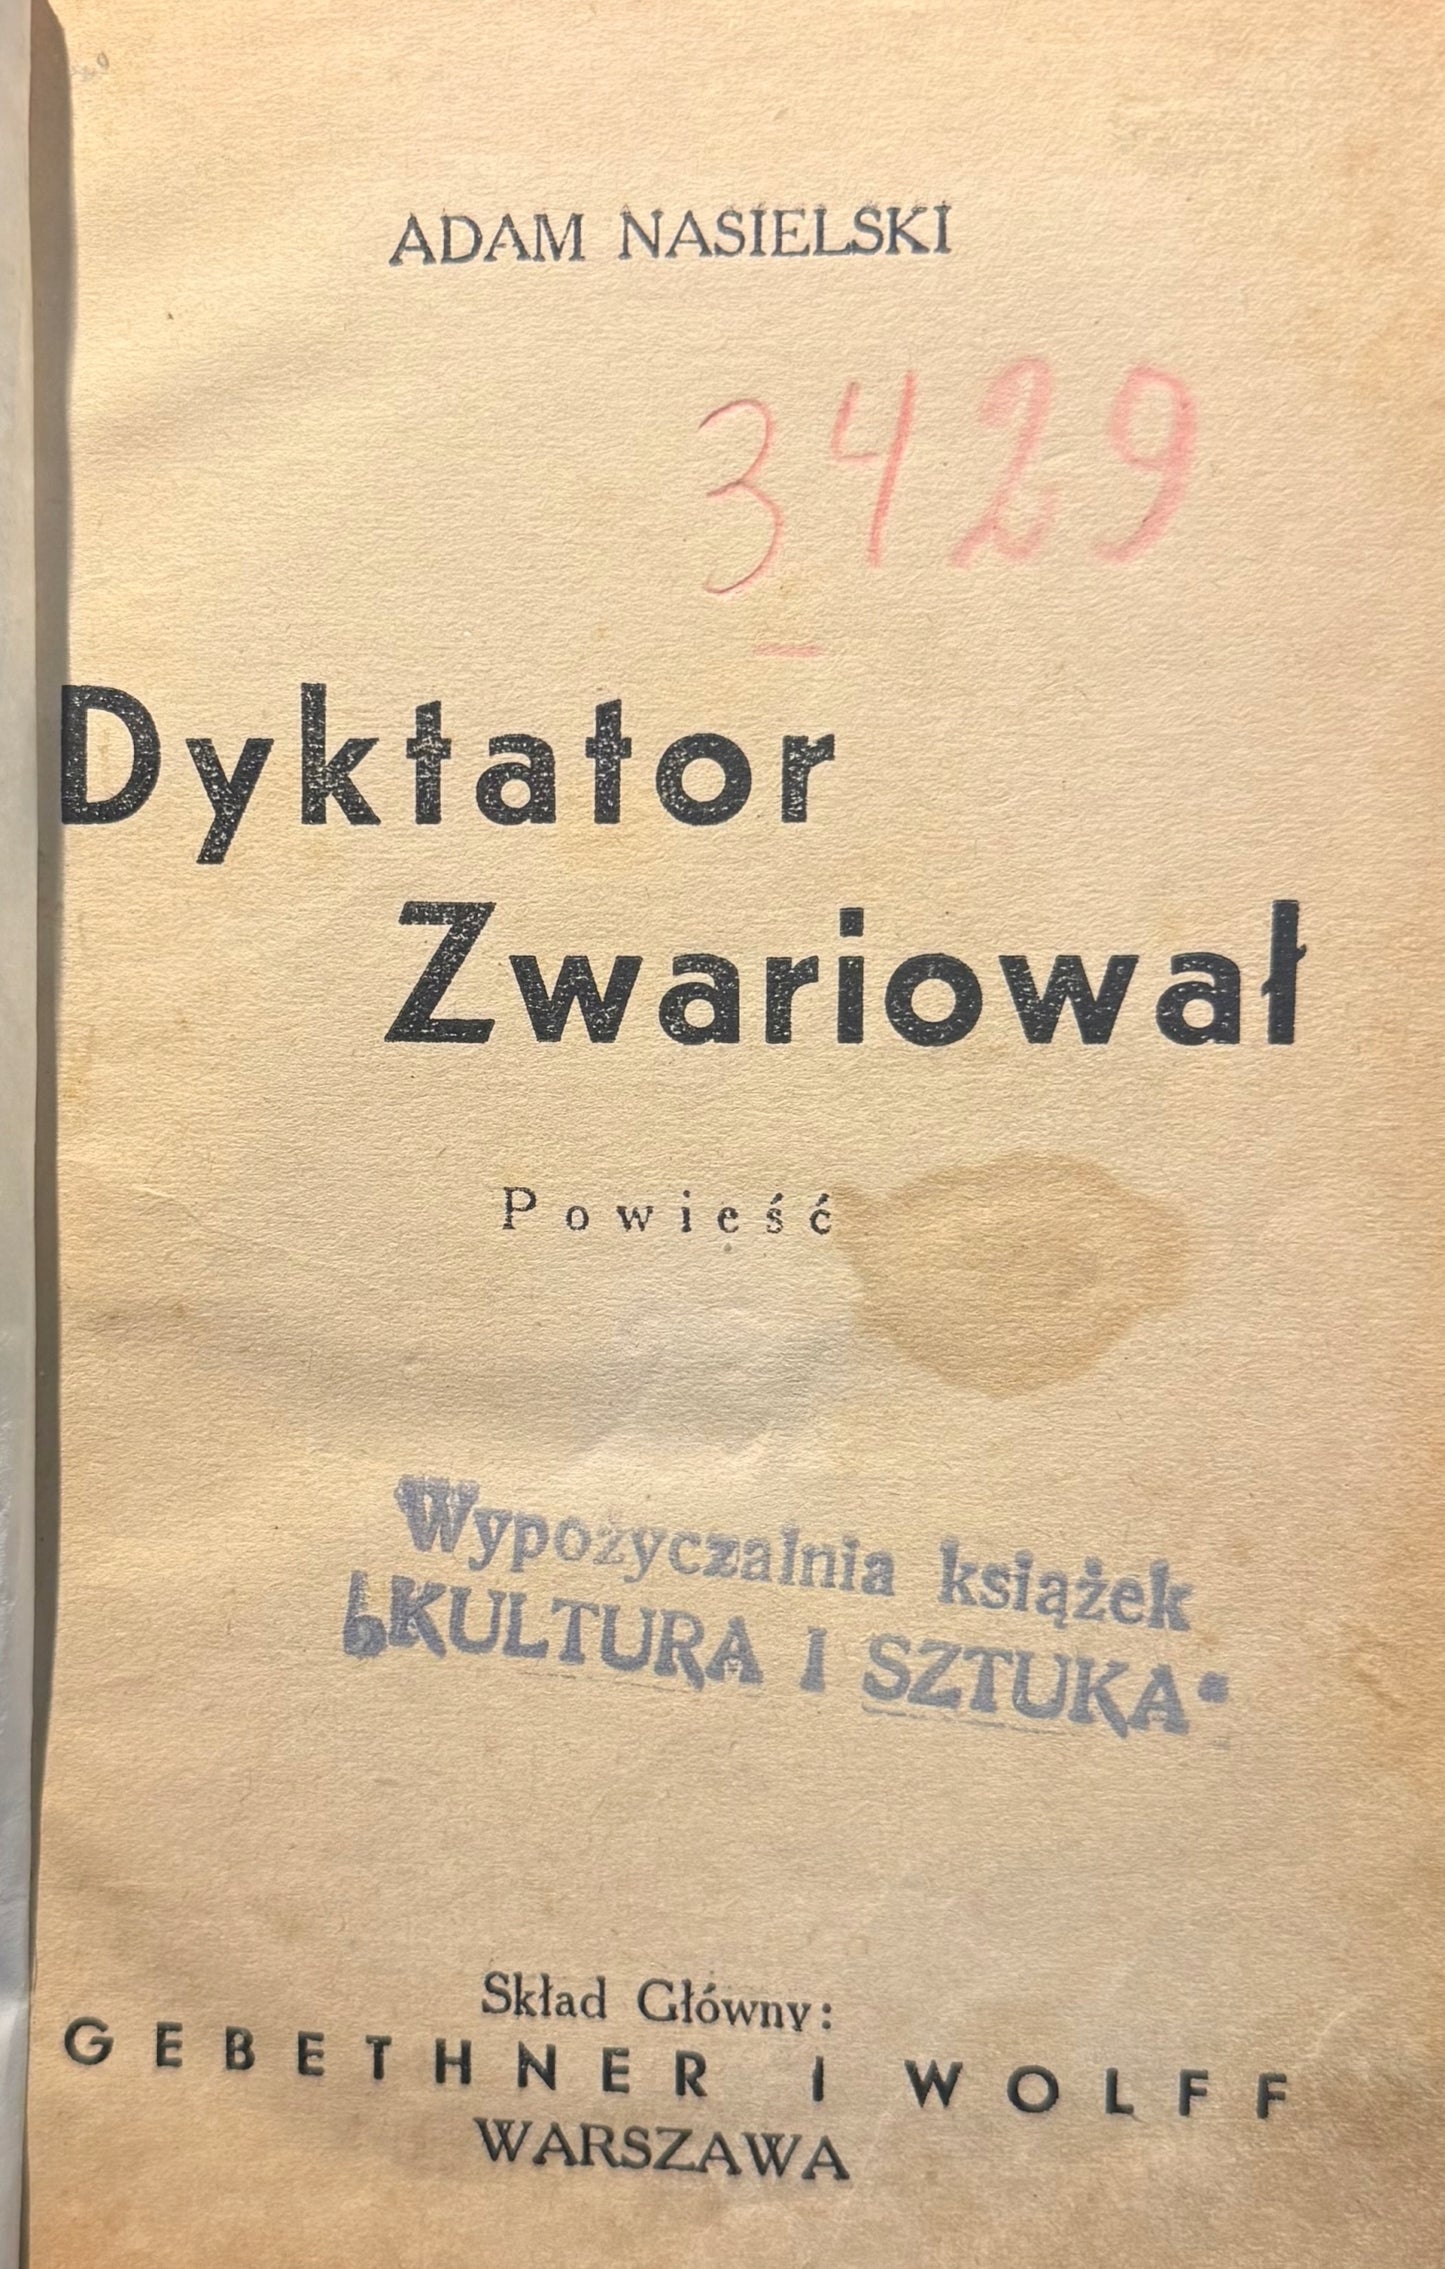 ADAM NASIELSKI
3429
Dyktator
Zwariował
Powieść
Wypożyczalnia książek
KULTURA I SZTUKA
Skład Główny:
GEBETHNER I WOLFF
WARSZAWA